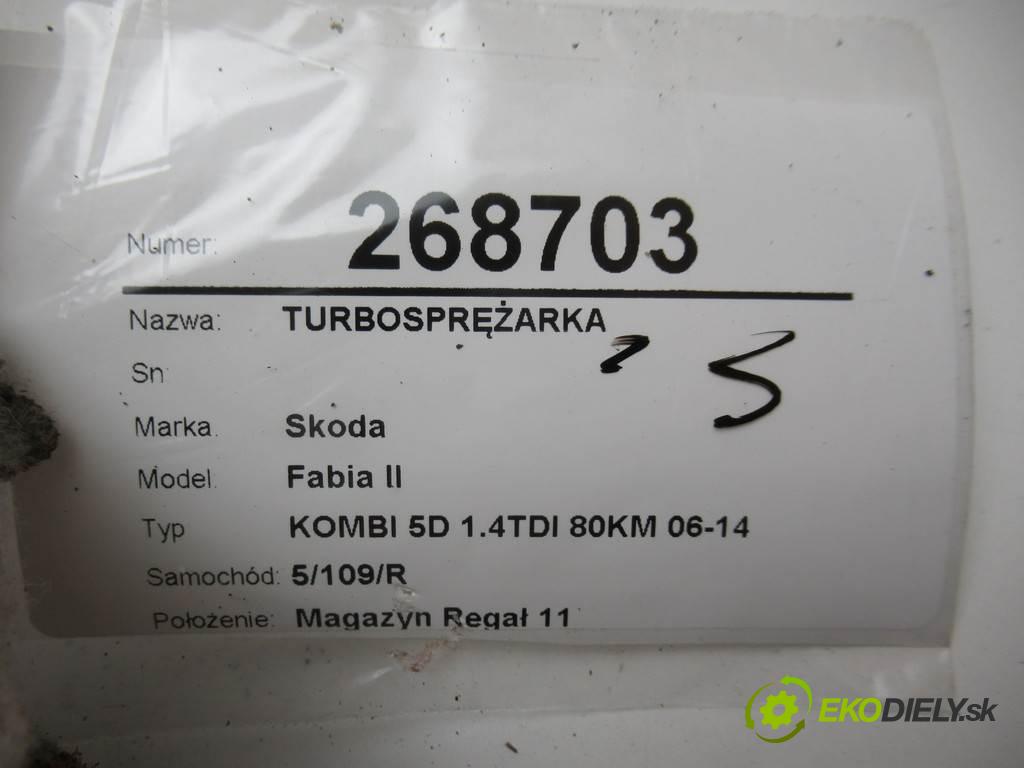 Numer: 268703
Nazwa: TURBOSPRĘŻARKA
Sn:
Marka: Skoda
Model: Fabia II
Typ KOMBI 5D 1.4TDI 80KM 06-14
Samochód: 5/109/R
Położenie: Magazyn Regał 11
EKODIELY.sk